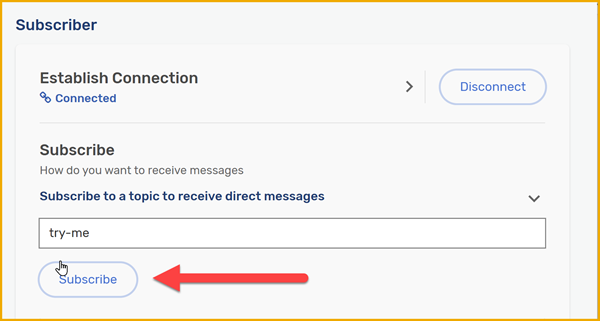 Subscriber
Establish Connection
Connected
Disconnect
Subscribe
How do you want to receive messages
Subscribe to a topic to receive direct messages
try-me
Subscribe